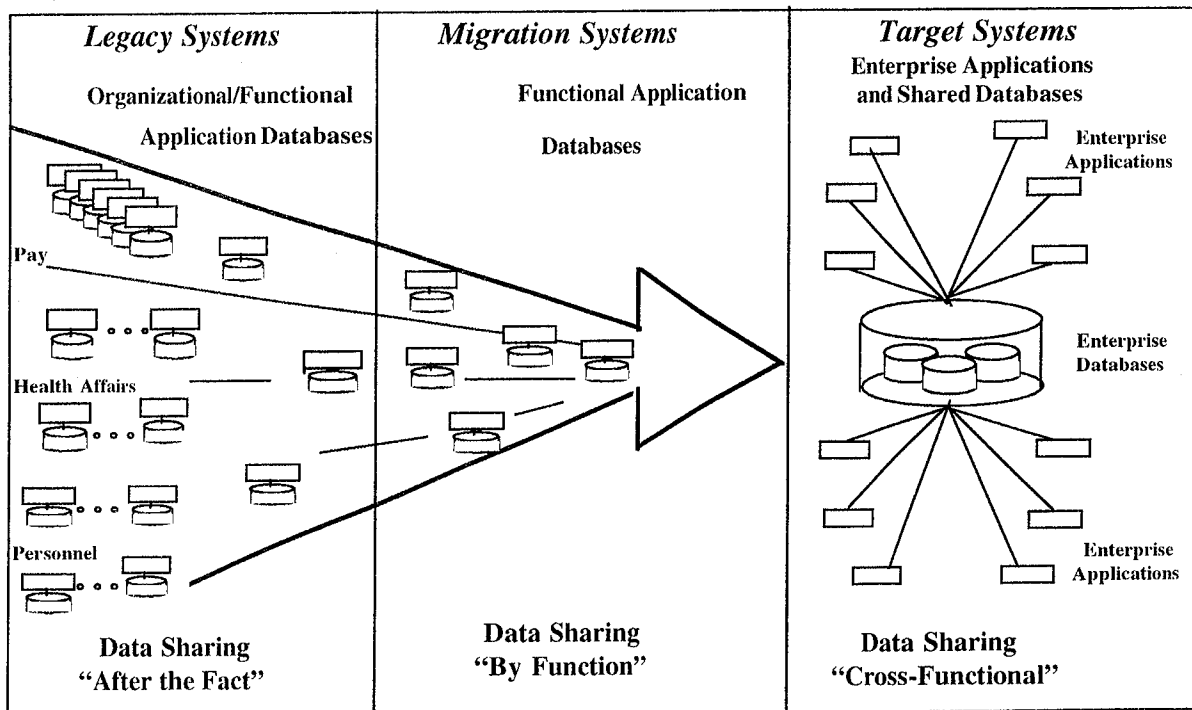 Legacy Systems
Organizational/Functional
Application Databases
Pay
Health Affairs
Personnel
Data Sharing
“After the Fact”
Migration Systems
Functional Application
Databases
Data Sharing
“By Function”
Target Systems
Enterprise Applications
and Shared Databases
Enterprise
Applications
Enterprise
Databases
Enterprise
Applications
Data Sharing
“Cross-Functional”